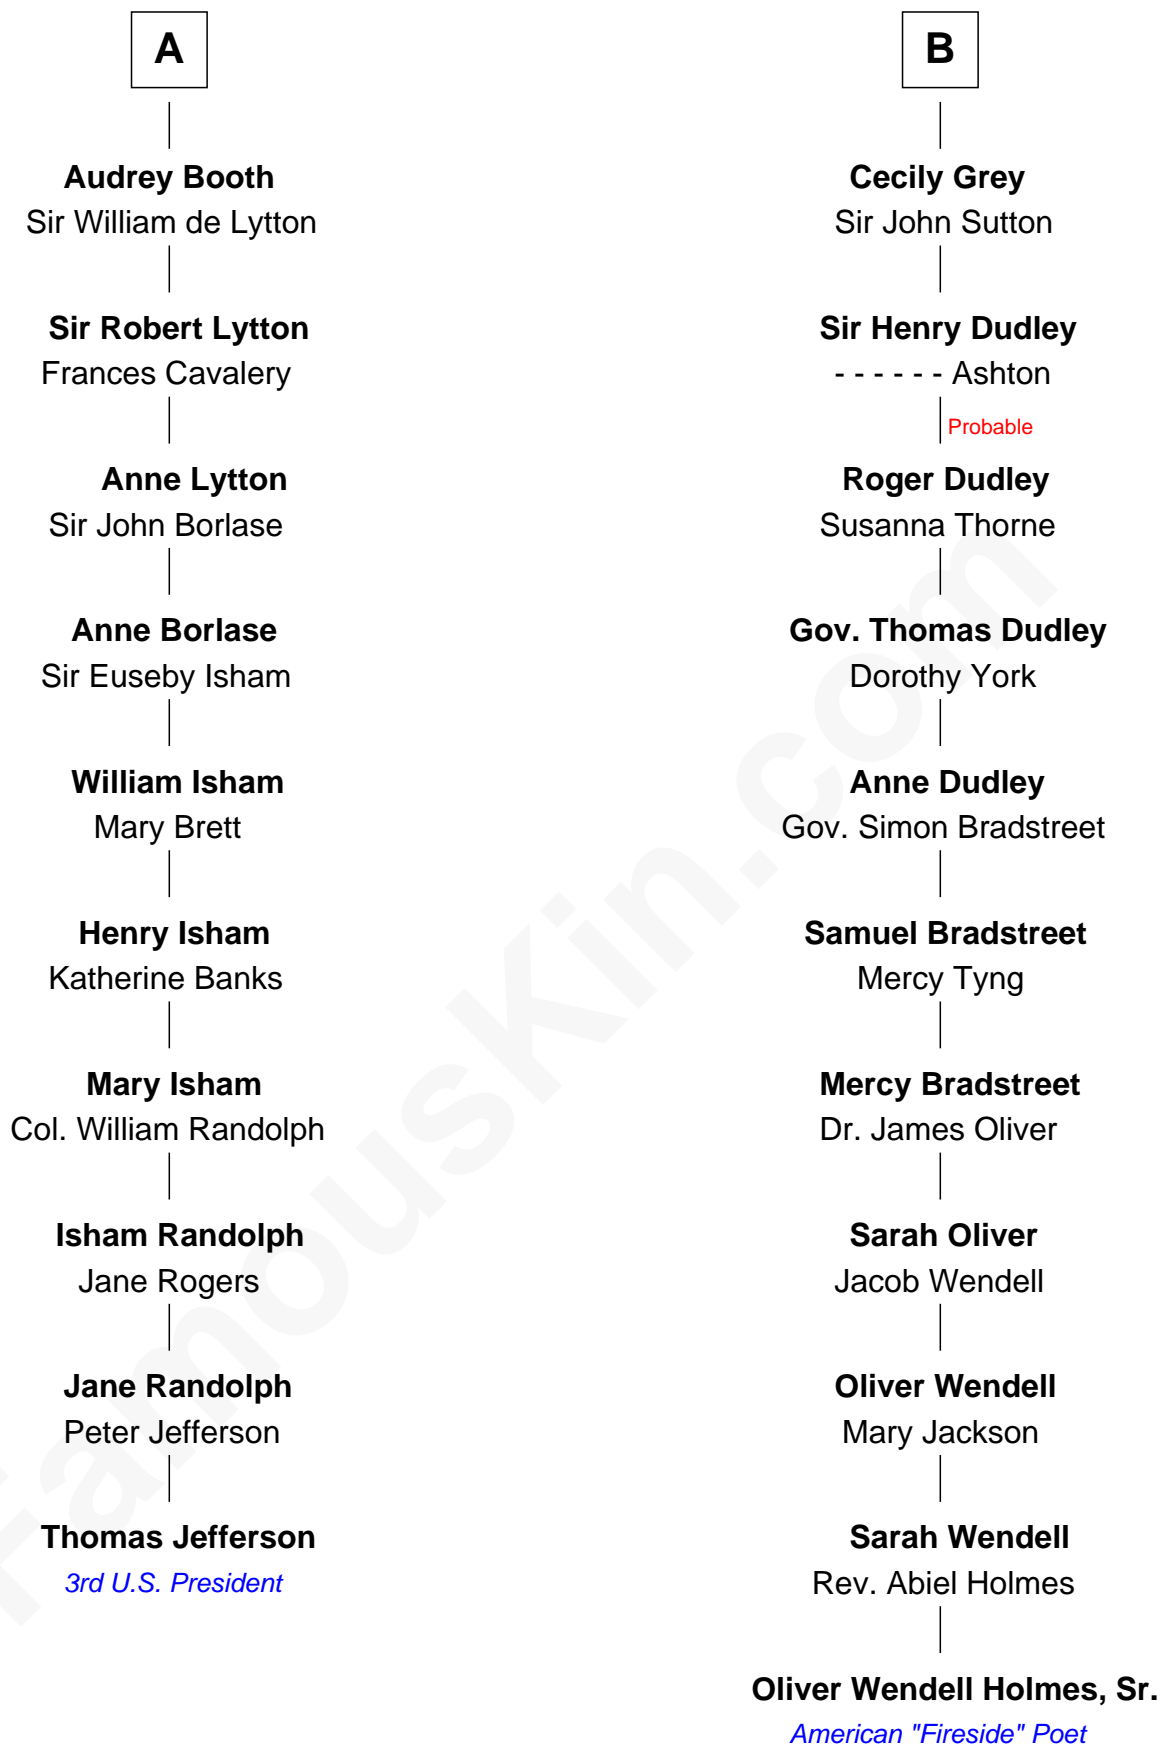 A
Audrey Booth
Sir William de Lytton
Sir Robert Lytton
Frances Cavalery
Anne Lytton
Sir John Borlase
Anne Borlase
Sir Euseby Isham
William Isham
Mary Brett
Henry Isham
Katherine Banks
Mary Isham
Col. William Randolph
Isham Randolph
Jane Rogers
Jane Randolph
Peter Jefferson
Thomas Jefferson
3rd U.S. President
B
Cecily Grey
Sir John Sutton
Sir Henry Dudley
- - - - - - Ashton
Probable
Roger Dudley
Susanna Thorne
Gov. Thomas Dudley
Dorothy York
Anne Dudley
Gov. Simon Bradstreet
Samuel Bradstreet
Mercy Tyng
Mercy Bradstreet
Dr. James Oliver
Sarah Oliver
Jacob Wendell
Oliver Wendell
Mary Jackson
Sarah Wendell
Rev. Abiel Holmes
Oliver Wendell Holmes, Sr.
American "Fireside" Poet
FamousKin.com